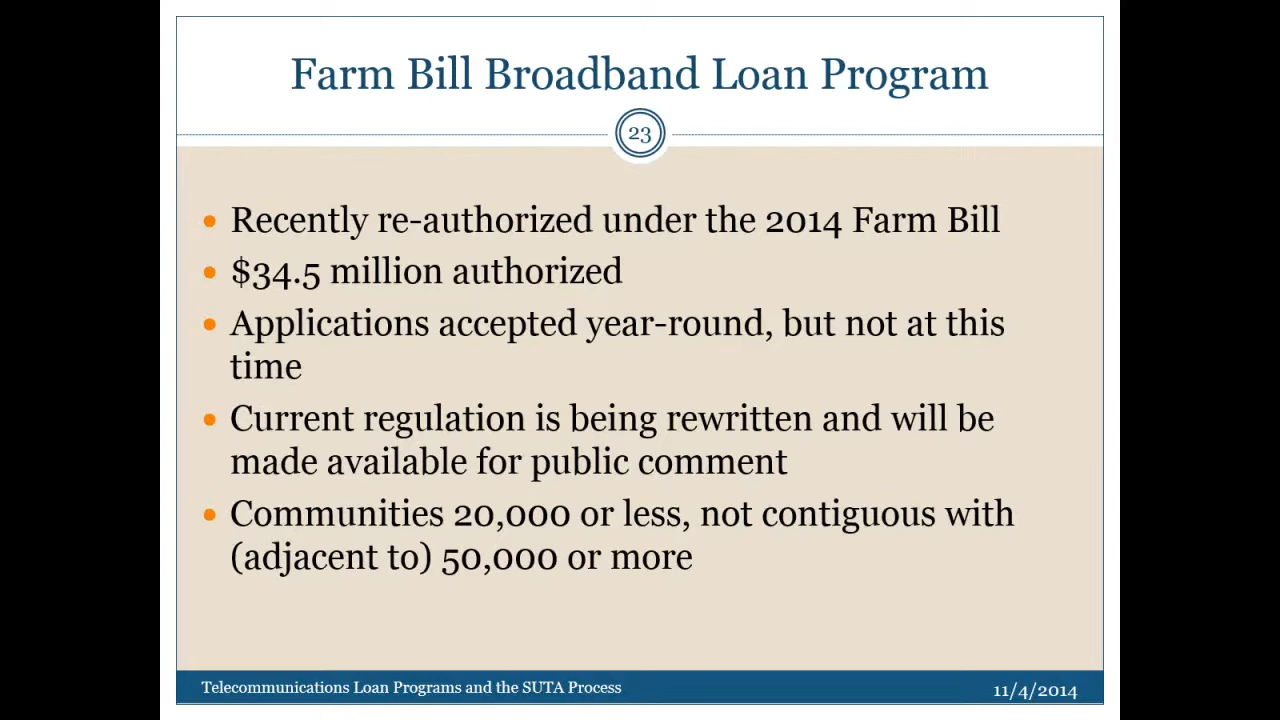 Farm Bill Broadband Loan Program
23
Recently re-authorized under the 2014 Farm Bill
$34.5 million authorized
Applications accepted year-round, but not at this
time
Current regulation is being rewritten and will be
made available for public comment
Communities 20,000 or less, not contiguous with
(adjacent to) 50,000 or more
Telecommunications Loan Programs and the SUTA Process
11/4/2014